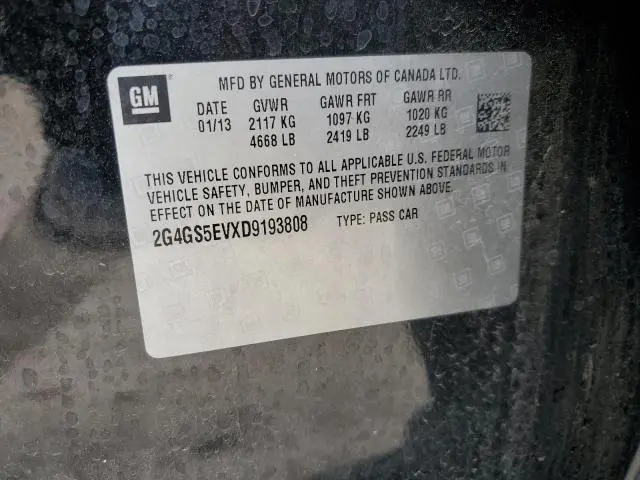 GM
MFD BY GENERAL MOTORS OF CANADA LTD.
DATE GVWR GAWR FRT GAWR RR
01/13 2117 KG 1097 KG 1020 KG
4668 LB 2419 LB 2249 LB
THIS VEHICLE CONFORMS TO ALL APPLICABLE U.S. FEDERAL MOTOR
VEHICLE SAFETY, BUMPER, AND THEFT PREVENTION STANDARDS IN
EFFECT ON THE DATE OF MANUFACTURE SHOWN ABOVE.
2G4GS5EVXD9193808 TYPE: PASS CAR